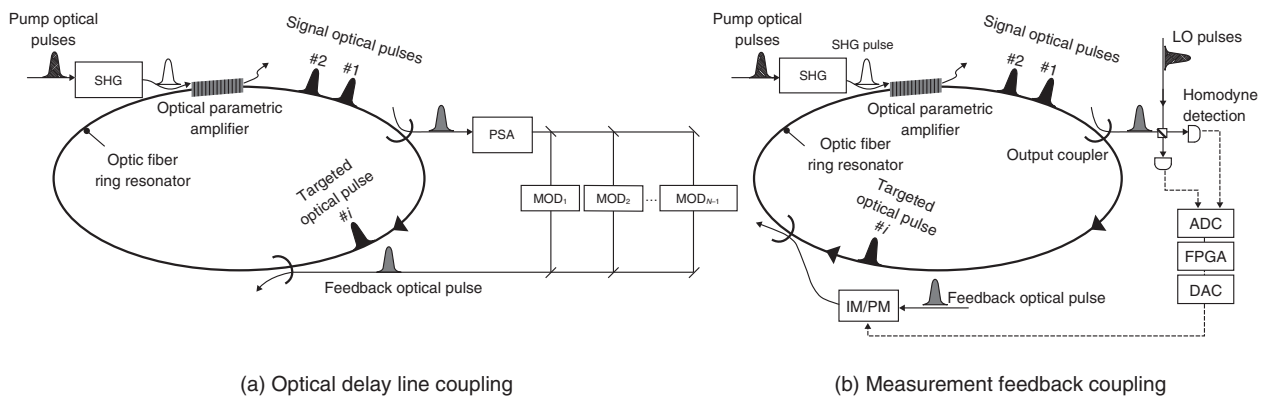 Pump optical
pulses
SHG
Signal optical pulses
#2
#1
Optical parametric
amplifier
PSA
Optic fiber
ring resonator
Targeted
optical pulse
#i
MOD1
MOD2
...
MODN−1
Feedback optical pulse
(a) Optical delay line coupling
Pump optical
pulses
SHG pulse
SHG
Signal optical pulses
#2
#1
LO pulses
Homodyne
detection
Optical parametric
amplifier
Optic fiber
ring resonator
Output coupler
Targeted
optical pulse
#i
ADC
FPGA
DAC
IM/PM
Feedback optical pulse
(b) Measurement feedback coupling